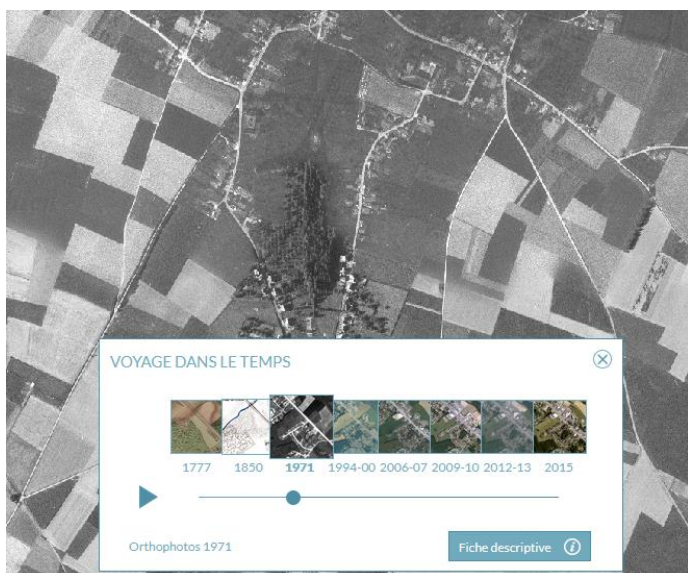 VOYAGE DANS LE TEMPS
1777 1850 1971 1994-00 2006-07 2009-10 2012-13 2015
Orthophotos 1971
Fiche descriptive